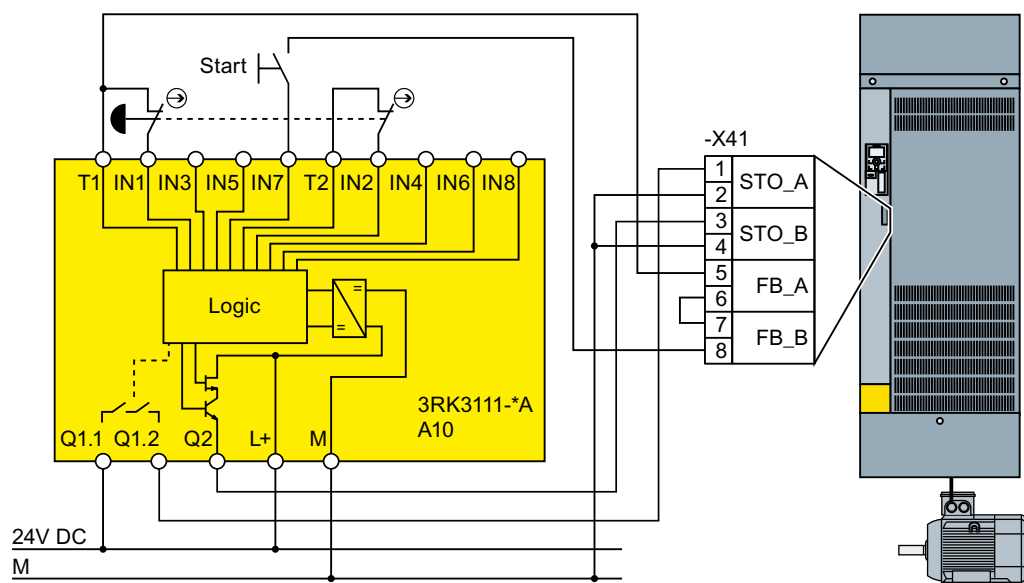 Start
-X41
1
STO_A
2
3
STO_B
4
5
FB_A
6
7
FB_B
8
T1 IN1 IN3 IN5 IN7 T2 IN2 IN4 IN6 IN8
Logic
=
=
3RK3111-*A
A10
Q1.1 Q1.2 Q2 L+ M
24V DC
M